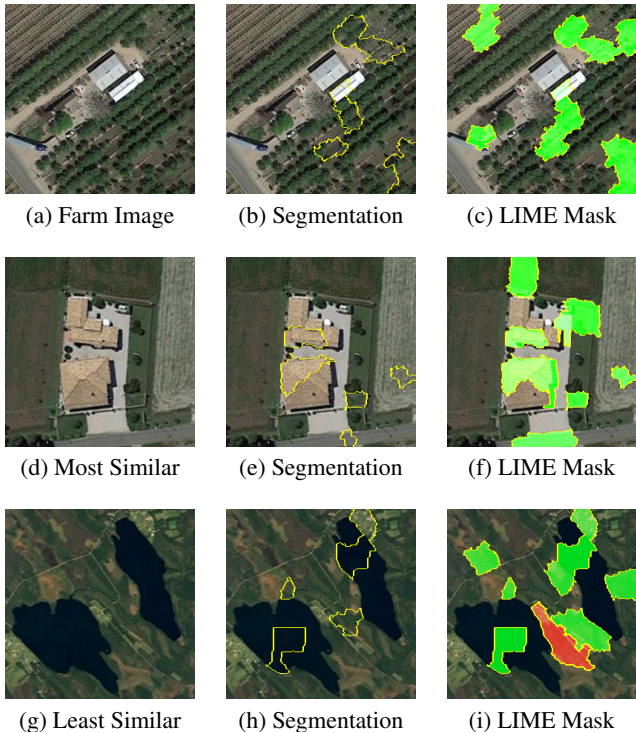 (a) Farm Image (b) Segmentation (c) LIME Mask
(d) Most Similar (e) Segmentation (f) LIME Mask
(g) Least Similar (h) Segmentation (i) LIME Mask